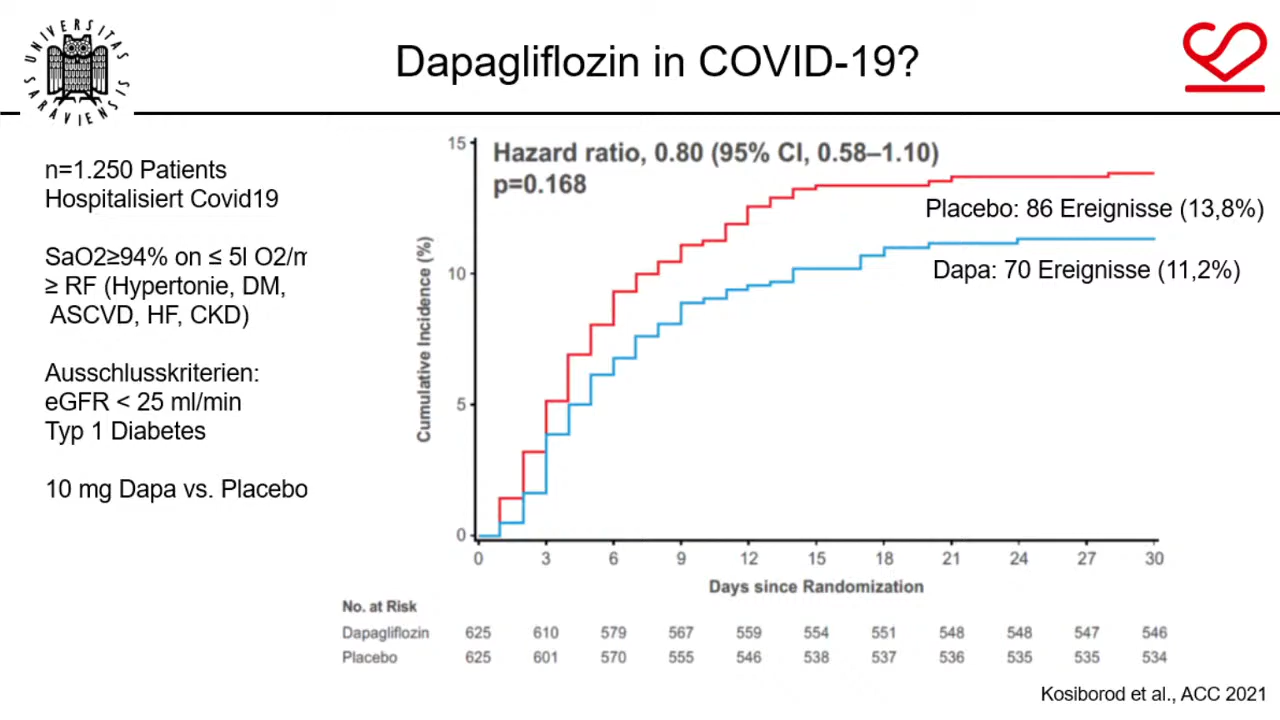 UNIVERSITAS
SARAVIENSIS
Dapagliflozin in COVID-19?
n=1.250 Patients
Hospitalisiert Covid19
SaO2≥94% on ≤ 5l O2/m
≥ RF (Hypertonie, DM,
ASCVD, HF, CKD)
Ausschlusskriterien:
eGFR < 25 ml/min
Typ 1 Diabetes
10 mg Dapa vs. Placebo
Hazard ratio, 0.80 (95% CI, 0.58–1.10)
p=0.168
Placebo: 86 Ereignisse (13,8%)
Dapa: 70 Ereignisse (11,2%)
Cumulative Incidence (%)
15
10
5
0
0 3 6 9 12 15 18 21 24 27 30
Days since Randomization
No. at Risk
Dapagliflozin 625 610 579 567 559 554 551 548 548 547 546
Placebo 625 601 570 555 546 538 537 536 535 535 534
Kosiborod et al., ACC 2021